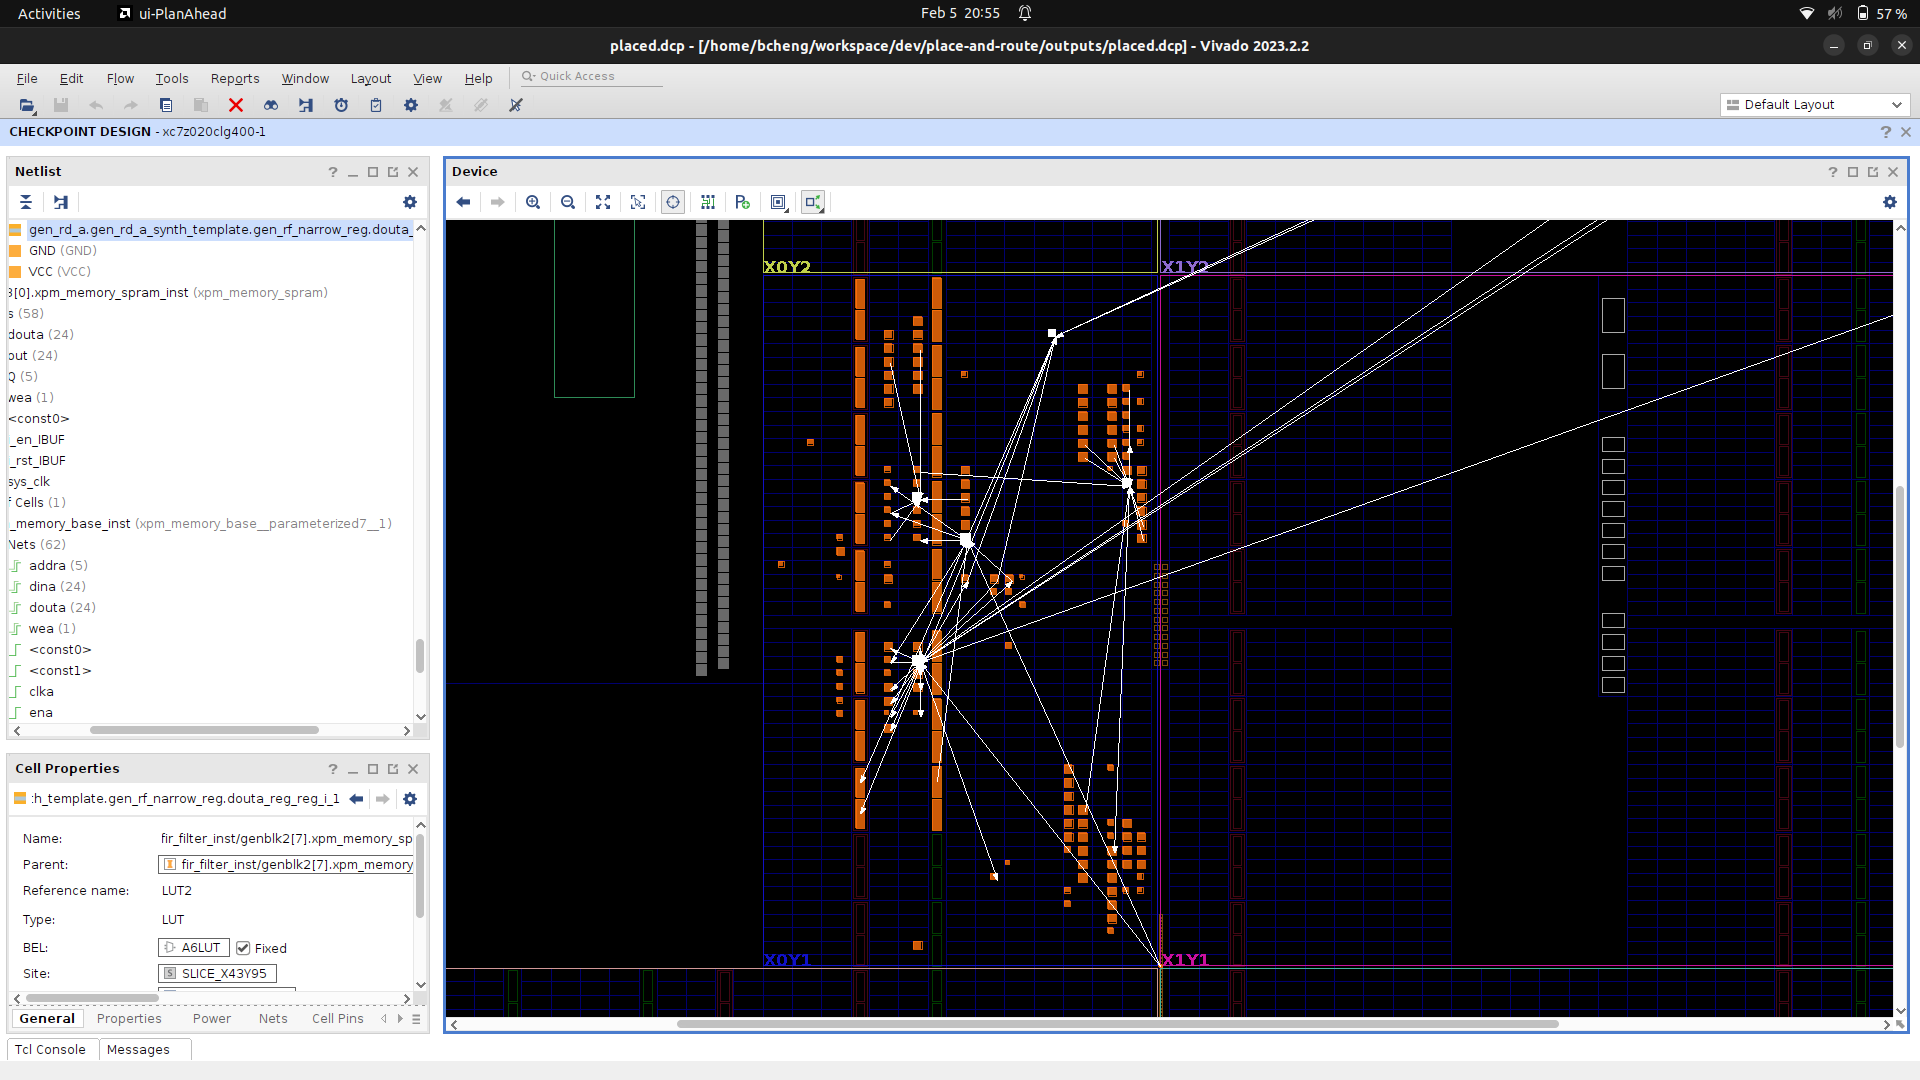 Activities
ui-PlanAhead
Feb 5 20:55
57 %
placed.dcp - [/home/bcheng/workspace/dev/place-and-route/outputs/placed.dcp] - Vivado 2023.2.2
File Edit Flow Tools Reports Window Layout View Help
Quick Access
Default Layout
CHECKPOINT DESIGN - xc7z020clg400-1
Netlist
gen_rd_a.gen_rd_a_synth_template.gen_rf_narrow_reg.douta_
GND (GND)
VCC (VCC)
3[0].xpm_memory_spram_inst (xpm_memory_spram)
s (58)
douta (24)
out (24)
Q (5)
wea (1)
<const0>
_en_IBUF
_rst_IBUF
sys_clk
f Cells (1)
_memory_base_inst (xpm_memory_base__parameterized7__1)
Nets (62)
addra (5)
dina (24)
douta (24)
wea (1)
<const0>
<const1>
clka
ena
Cell Properties
:h_template.gen_rf_narrow_reg.douta_reg_reg_i_1
Name: fir_filter_inst/genblk2[7].xpm_memory_sp
Parent: fir_filter_inst/genblk2[7].xpm_memory
Reference name: LUT2
Type: LUT
BEL: A6LUT Fixed
Site: SLICE_X43Y95
General Properties Power Nets Cell Pins
Tcl Console Messages
Device
X0Y2
X1Y2
X0Y1
X1Y1